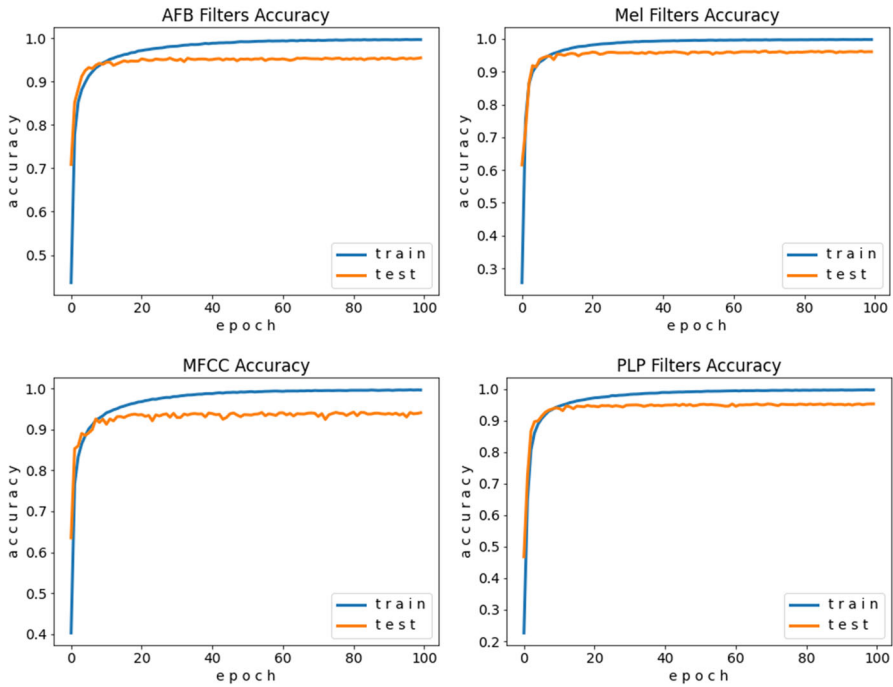 AFB Filters Accuracy
1.0
0.9
0.8
0.7
0.6
0.5
accuracy
train
test
0 20 40 60 80 100
epoch
Mel Filters Accuracy
1.0
0.9
0.8
0.7
0.6
0.5
0.4
0.3
accuracy
train
test
0 20 40 60 80 100
epoch
MFCC Accuracy
1.0
0.9
0.8
0.7
0.6
0.5
0.4
accuracy
train
test
0 20 40 60 80 100
epoch
PLP Filters Accuracy
1.0
0.9
0.8
0.7
0.6
0.5
0.4
0.3
0.2
accuracy
train
test
0 20 40 60 80 100
epoch